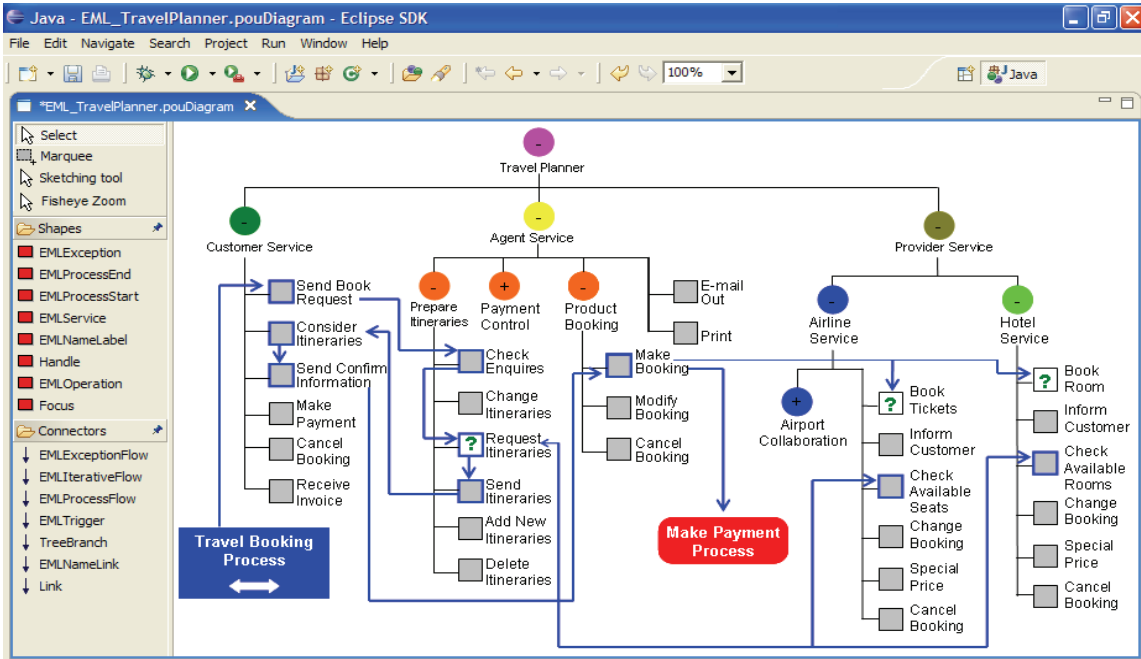 Java - EML_TravelPlanner.pouDiagram - Eclipse SDK
File Edit Navigate Search Project Run Window Help
100%
Java
*EML_TravelPlanner.pouDiagram
Select
Marquee
Sketching tool
Fisheye Zoom
Shapes
EMLException
EMLProcessEnd
EMLProcessStart
EMLService
EMLNameLabel
Handle
EMLOperation
Focus
Connectors
EMLExceptionFlow
EMLIterativeFlow
EMLProcessFlow
EMLTrigger
TreeBranch
EMLNameLink
Link
-
Travel Planner
-
Customer Service
-
Agent Service
-
Provider Service
Send Book
Request
Consider
Itineraries
Send Confirm
Information
Make
Payment
Cancel
Booking
Receive
Invoice
Travel Booking
Process
-
Prepare
Itineraries
+
Payment
Control
-
Product
Booking
E-mail
Out
Print
Check
Enquires
Change
Itineraries
?
Request
Itineraries
Send
Itineraries
Add New
Itineraries
Delete
Itineraries
Make
Booking
Modify
Booking
Cancel
Booking
Make Payment
Process
-
Airline
Service
-
Hotel
Service
+
Airport
Collaboration
?
Book
Tickets
Inform
Customer
Check
Available
Seats
Change
Booking
Special
Price
Cancel
Booking
?
Book
Room
Inform
Customer
Check
Available
Rooms
Change
Booking
Special
Price
Cancel
Booking